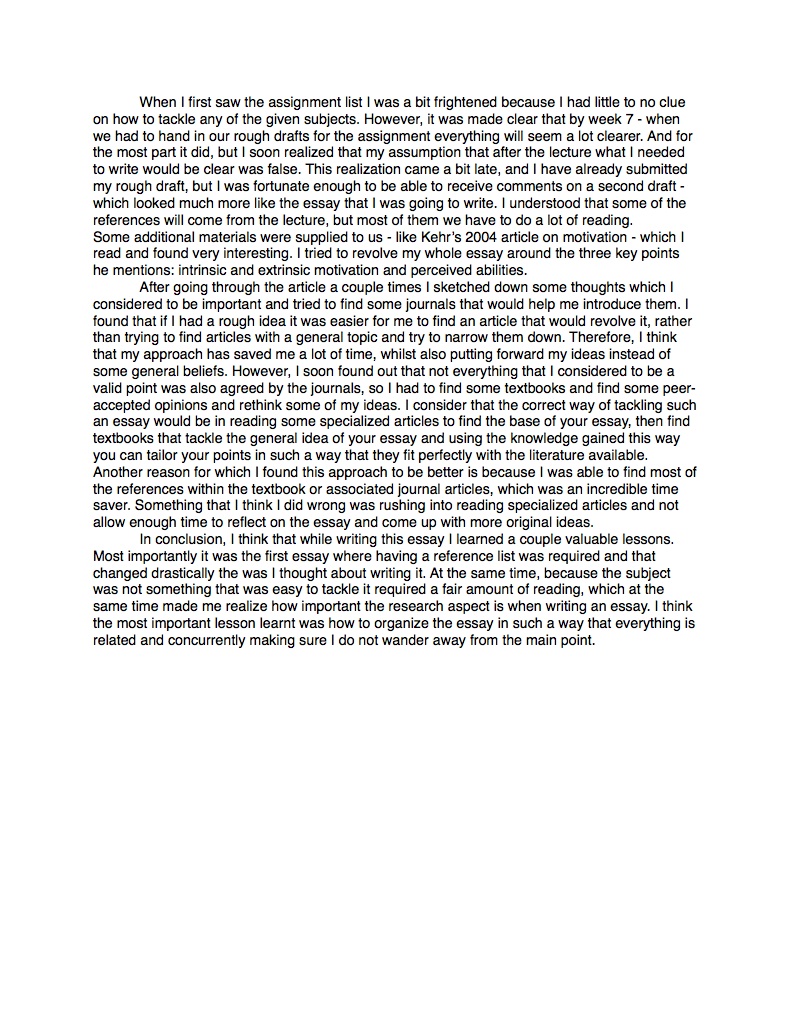 When I first saw the assignment list I was a bit frightened because I had little to no clue
on how to tackle any of the given subjects. However, it was made clear that by week 7 - when
we had to hand in our rough drafts for the assignment everything will seem a lot clearer. And for
the most part it did, but I soon realized that my assumption that after the lecture what I needed
to write would be clear was false. This realization came a bit late, and I have already submitted
my rough draft, but I was fortunate enough to be able to receive comments on a second draft -
which looked much more like the essay that I was going to write. I understood that some of the
references will come from the lecture, but most of them we have to do a lot of reading.
Some additional materials were supplied to us - like Kehr's 2004 article on motivation - which I
read and found very interesting. I tried to revolve my whole essay around the three key points
he mentions: intrinsic and extrinsic motivation and perceived abilities.
After going through the article a couple times I sketched down some thoughts which I
considered to be important and tried to find some journals that would help me introduce them. I
found that if I had a rough idea it was easier for me to find an article that would revolve it, rather
than trying to find articles with a general topic and try to narrow them down. Therefore, I think
that my approach has saved me a lot of time, whilst also putting forward my ideas instead of
some general beliefs. However, I soon found out that not everything that I considered to be a
valid point was also agreed by the journals, so I had to find some textbooks and find some peer-
accepted opinions and rethink some of my ideas. I consider that the correct way of tackling such
an essay would be in reading some specialized articles to find the base of your essay, then find
textbooks that tackle the general idea of your essay and using the knowledge gained this way
you can tailor your points in such a way that they fit perfectly with the literature available.
Another reason for which I found this approach to be better is because I was able to find most of
the references within the textbook or associated journal articles, which was an incredible time
saver. Something that I think I did wrong was rushing into reading specialized articles and not
allow enough time to reflect on the essay and come up with more original ideas.
In conclusion, I think that while writing this essay I learned a couple valuable lessons.
Most importantly it was the first essay where having a reference list was required and that
changed drastically the was I thought about writing it. At the same time, because the subject
was not something that was easy to tackle it required a fair amount of reading, which at the
same time made me realize how important the research aspect is when writing an essay. I think
the most important lesson learnt was how to organize the essay in such a way that everything is
related and concurrently making sure I do not wander away from the main point.